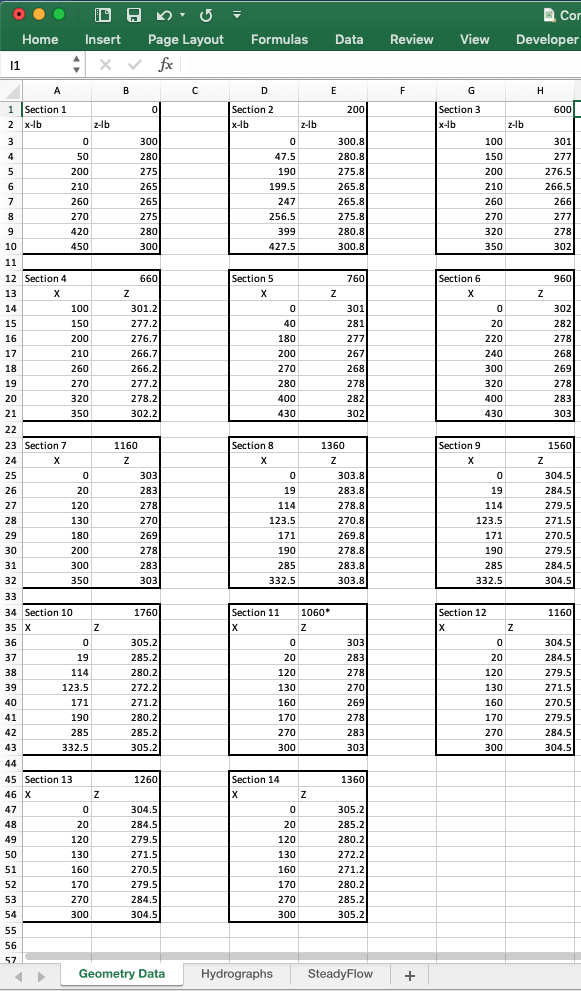 Cor
Home Insert Page Layout Formulas Data Review View Developer
I1 fx
A B C D E F G H
1 Section 1 0 Section 2 200 Section 3 600
2 x-lb z-lb x-lb z-lb x-lb z-lb
3 0 300 0 300.8 100 301
4 50 280 47.5 280.8 150 277
5 200 275 190 275.8 200 276.5
6 210 265 199.5 265.8 210 266.5
7 260 265 247 265.8 260 266
8 270 275 256.5 275.8 270 277
9 420 280 399 280.8 320 278
10 450 300 427.5 300.8 350 302
11
12 Section 4 660 Section 5 760 Section 6 960
13 X Z X Z X Z
14 100 301.2 0 301 0 302
15 150 277.2 40 281 20 282
16 200 276.7 180 277 220 278
17 210 266.7 200 267 240 268
18 260 266.2 270 268 300 269
19 270 277.2 280 278 320 278
20 320 278.2 400 282 400 283
21 350 302.2 430 302 430 303
22
23 Section 7 1160 Section 8 1360 Section 9 1560
24 X Z X Z X Z
25 0 303 0 303.8 0 304.5
26 20 283 19 283.8 19 284.5
27 120 278 114 278.8 114 279.5
28 130 270 123.5 270.8 123.5 271.5
29 180 269 171 269.8 171 270.5
30 200 278 190 278.8 190 279.5
31 300 283 285 283.8 285 284.5
32 350 303 332.5 303.8 332.5 304.5
33
34 Section 10 1760 Section 11 1060* Section 12 1160
35 X Z X Z X Z
36 0 305.2 0 303 0 304.5
37 19 285.2 20 283 20 284.5
38 114 280.2 120 278 120 279.5
39 123.5 272.2 130 270 130 271.5
40 171 271.2 160 269 160 270.5
41 190 280.2 170 278 170 279.5
42 285 285.2 270 283 270 284.5
43 332.5 305.2 300 303 300 304.5
44
45 Section 13 1260 Section 14 1360
46 X Z X Z
47 0 304.5 0 305.2
48 20 284.5 20 285.2
49 120 279.5 120 280.2
50 130 271.5 130 272.2
51 160 270.5 160 271.2
52 170 279.5 170 280.2
53 270 284.5 270 285.2
54 300 304.5 300 305.2
55
56
57
Geometry Data Hydrographs SteadyFlow +